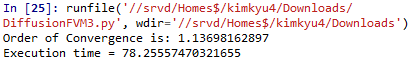 In [25]: runfile('//srvd/Homes$/kimkyu4/Downloads/
DiffusionFVM3.py', wdir='//srvd/Homes$/kimkyu4/Downloads')
Order of Convergence is: 1.13698162897
Execution time = 78.25557470321655